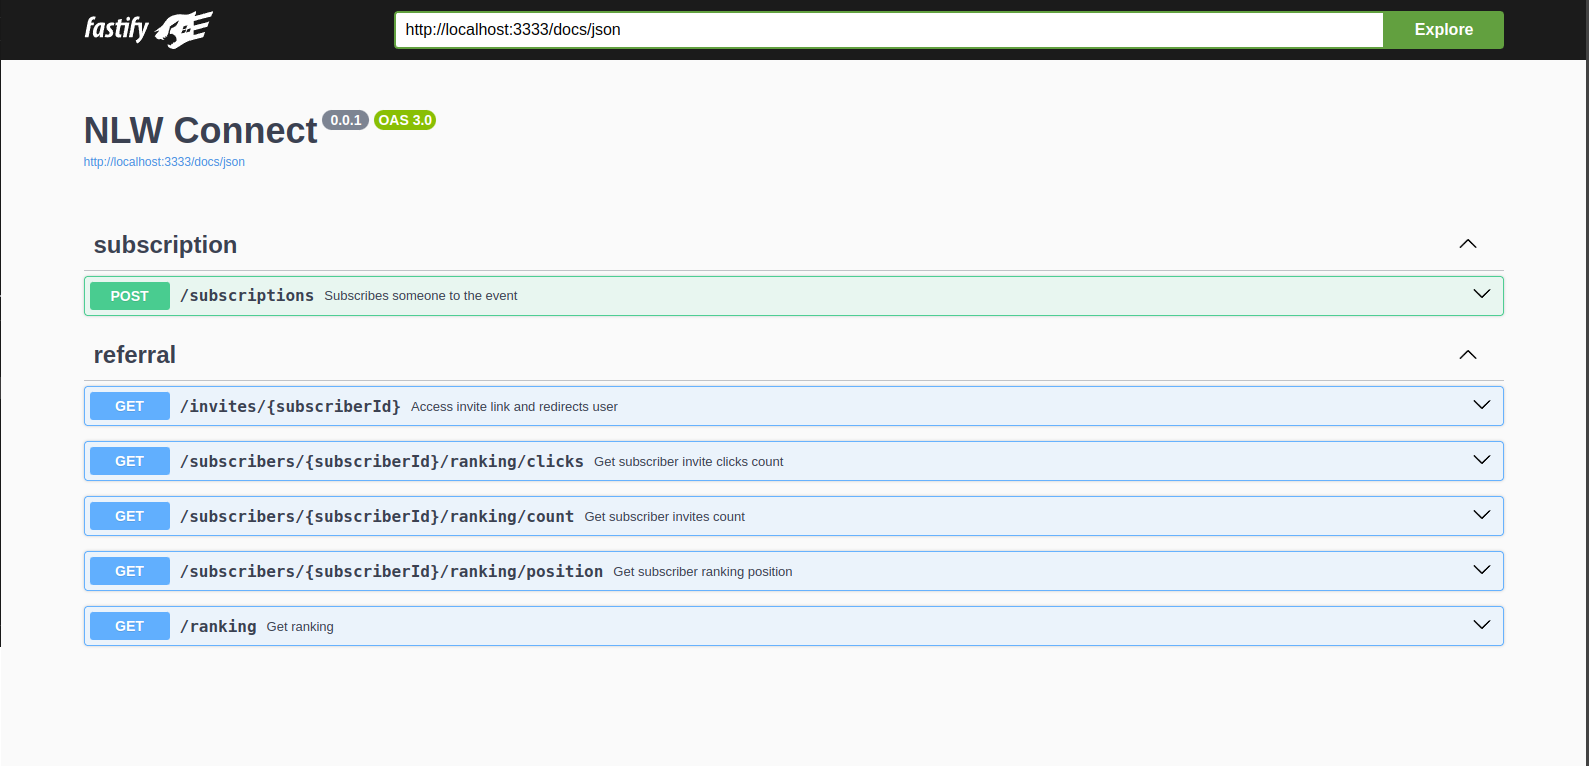 fastify
http://localhost:3333/docs/json Explore
NLW Connect 0.0.1 OAS 3.0
http://localhost:3333/docs/json
subscription
POST /subscriptions Subscribes someone to the event
referral
GET /invites/{subscriberId} Access invite link and redirects user
GET /subscribers/{subscriberId}/ranking/clicks Get subscriber invite clicks count
GET /subscribers/{subscriberId}/ranking/count Get subscriber invites count
GET /subscribers/{subscriberId}/ranking/position Get subscriber ranking position
GET /ranking Get ranking